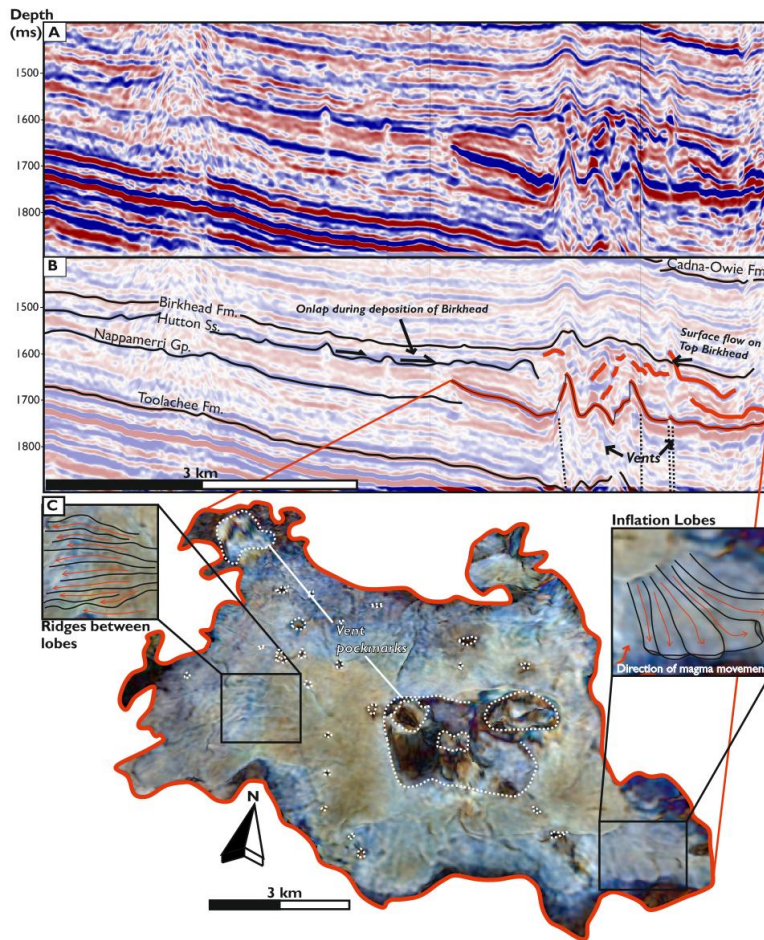 Depth
(ms)
A
1500
1600
1700
1800
B
Cadna-Owie Fm.
1500
Birkhead Fm.
Onlap during deposition of Birkhead
Hutton Ss.
Surface flow on
Top Birkhead
1600
Nappamerri Gp.
1700
Toolachee Fm.
1800
Vents
3 km
C
Inflation Lobes
Vent
pockmarks
Ridges between
lobes
Direction of magma movement
N
3 km